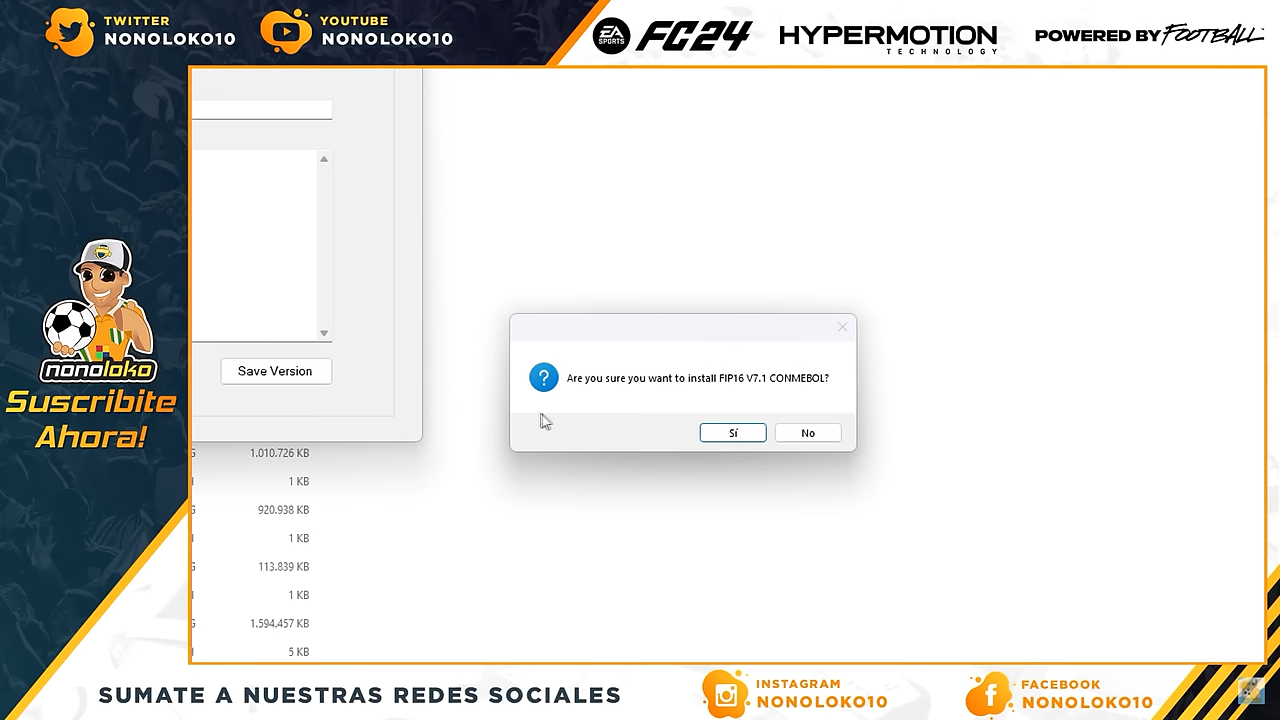 TWITTER
NONOLOKO10
YOUTUBE
NONOLOKO10
EA
SPORTS
FC24
HYPERMOTION
TECHNOLOGY
POWERED BY FOOTBALL
Save Version
Are you sure you want to install FIP16 V7.1 CONMEBOL?
Sí
No
nonoloko
Suscribite
Ahora!
1.010.726 KB
1 KB
920.938 KB
1 KB
113.839 KB
1 KB
1.594.457 KB
5 KB
SUMATE A NUESTRAS REDES SOCIALES
INSTAGRAM
NONOLOKO10
FACEBOOK
NONOLOKO10